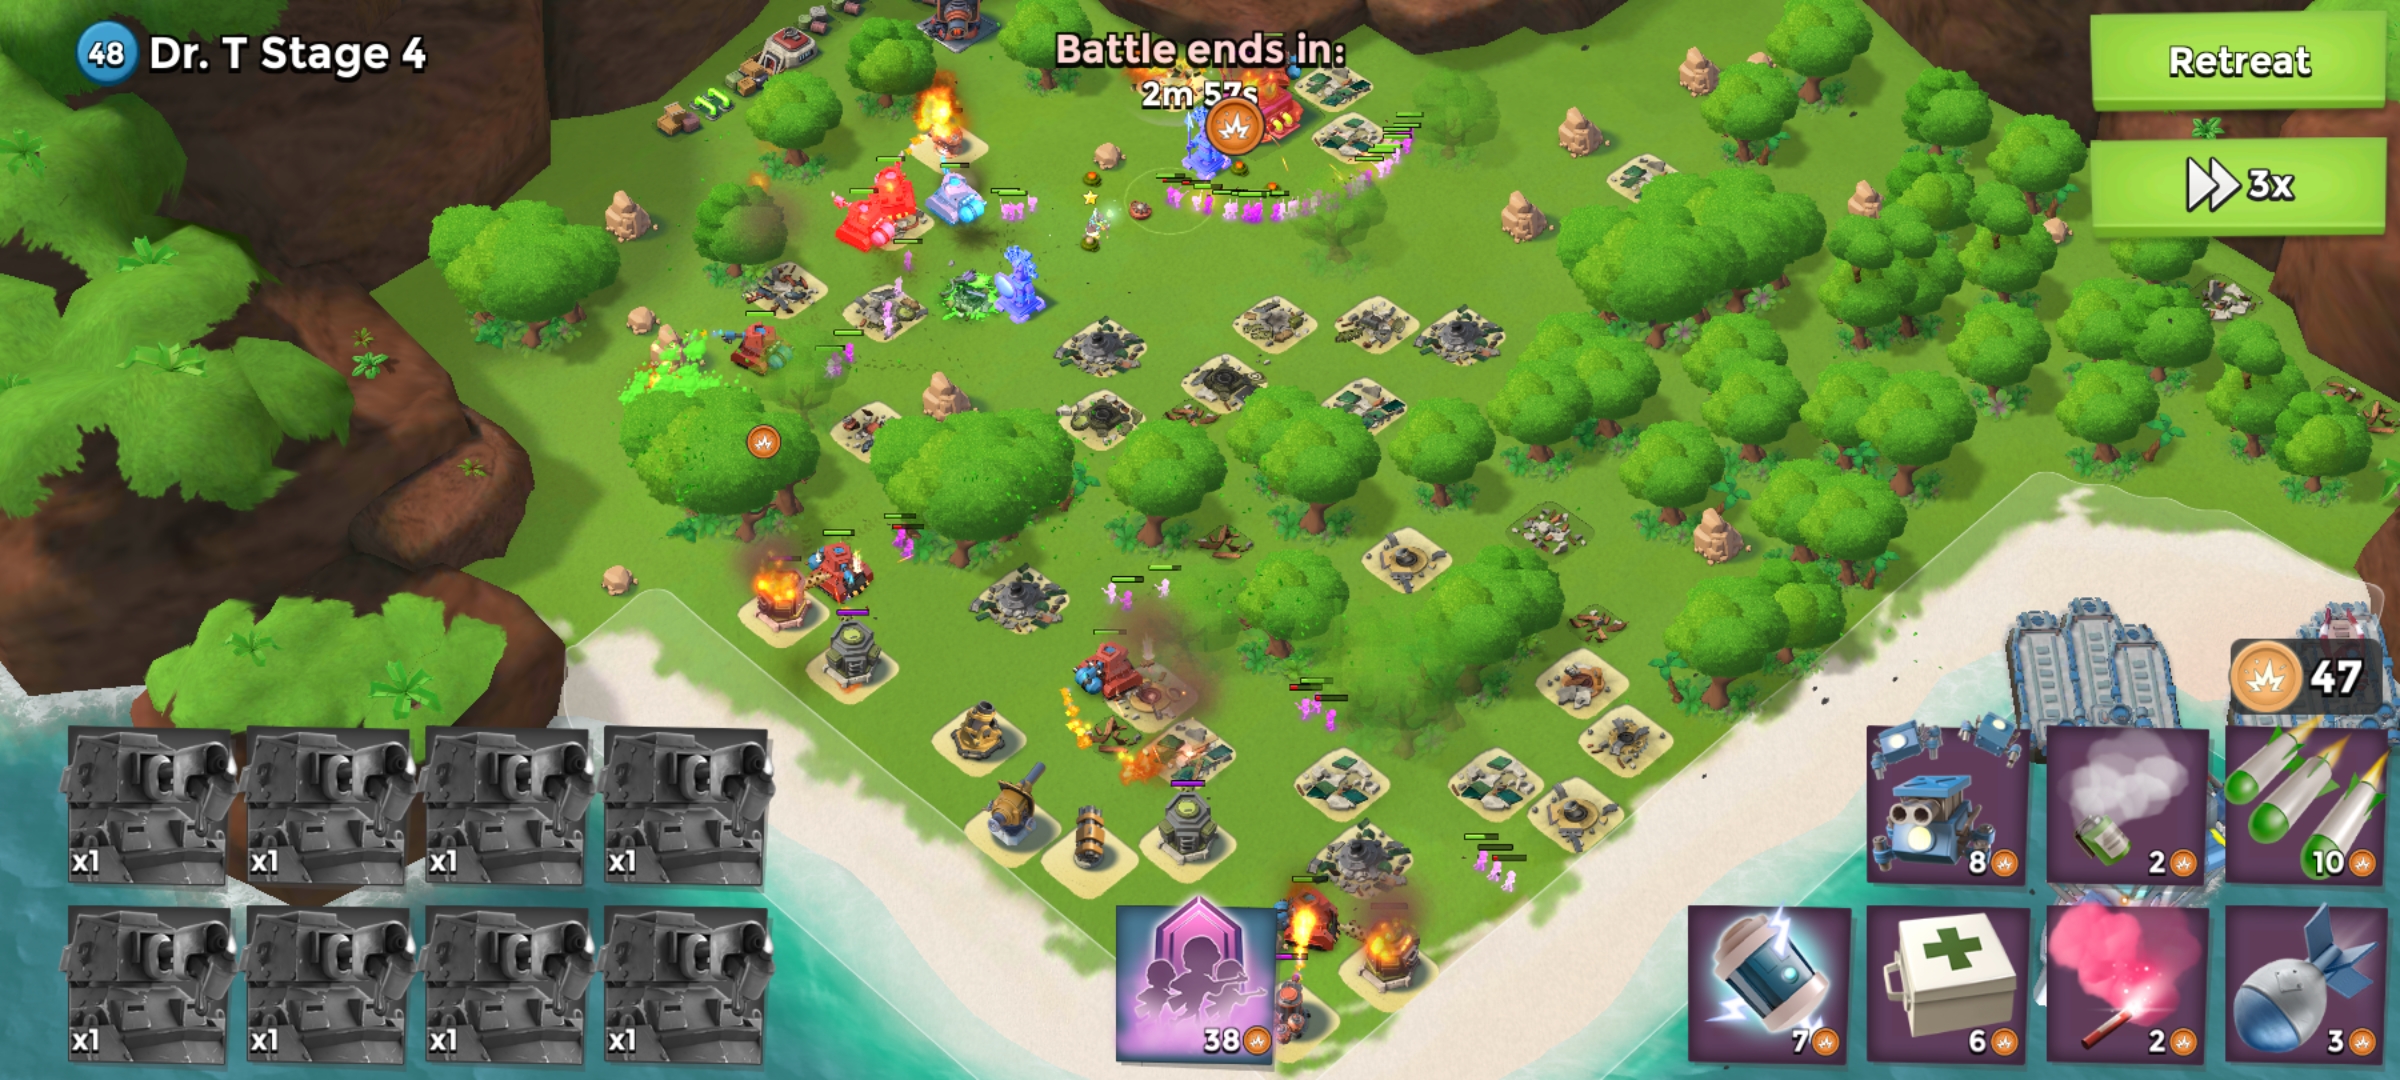 48 Dr. T Stage 4
Battle ends in:
2m 57s
Retreat
3x
47
x1 x1 x1 x1
8 2 10
x1 x1 x1 x1
38
7 6 2 3